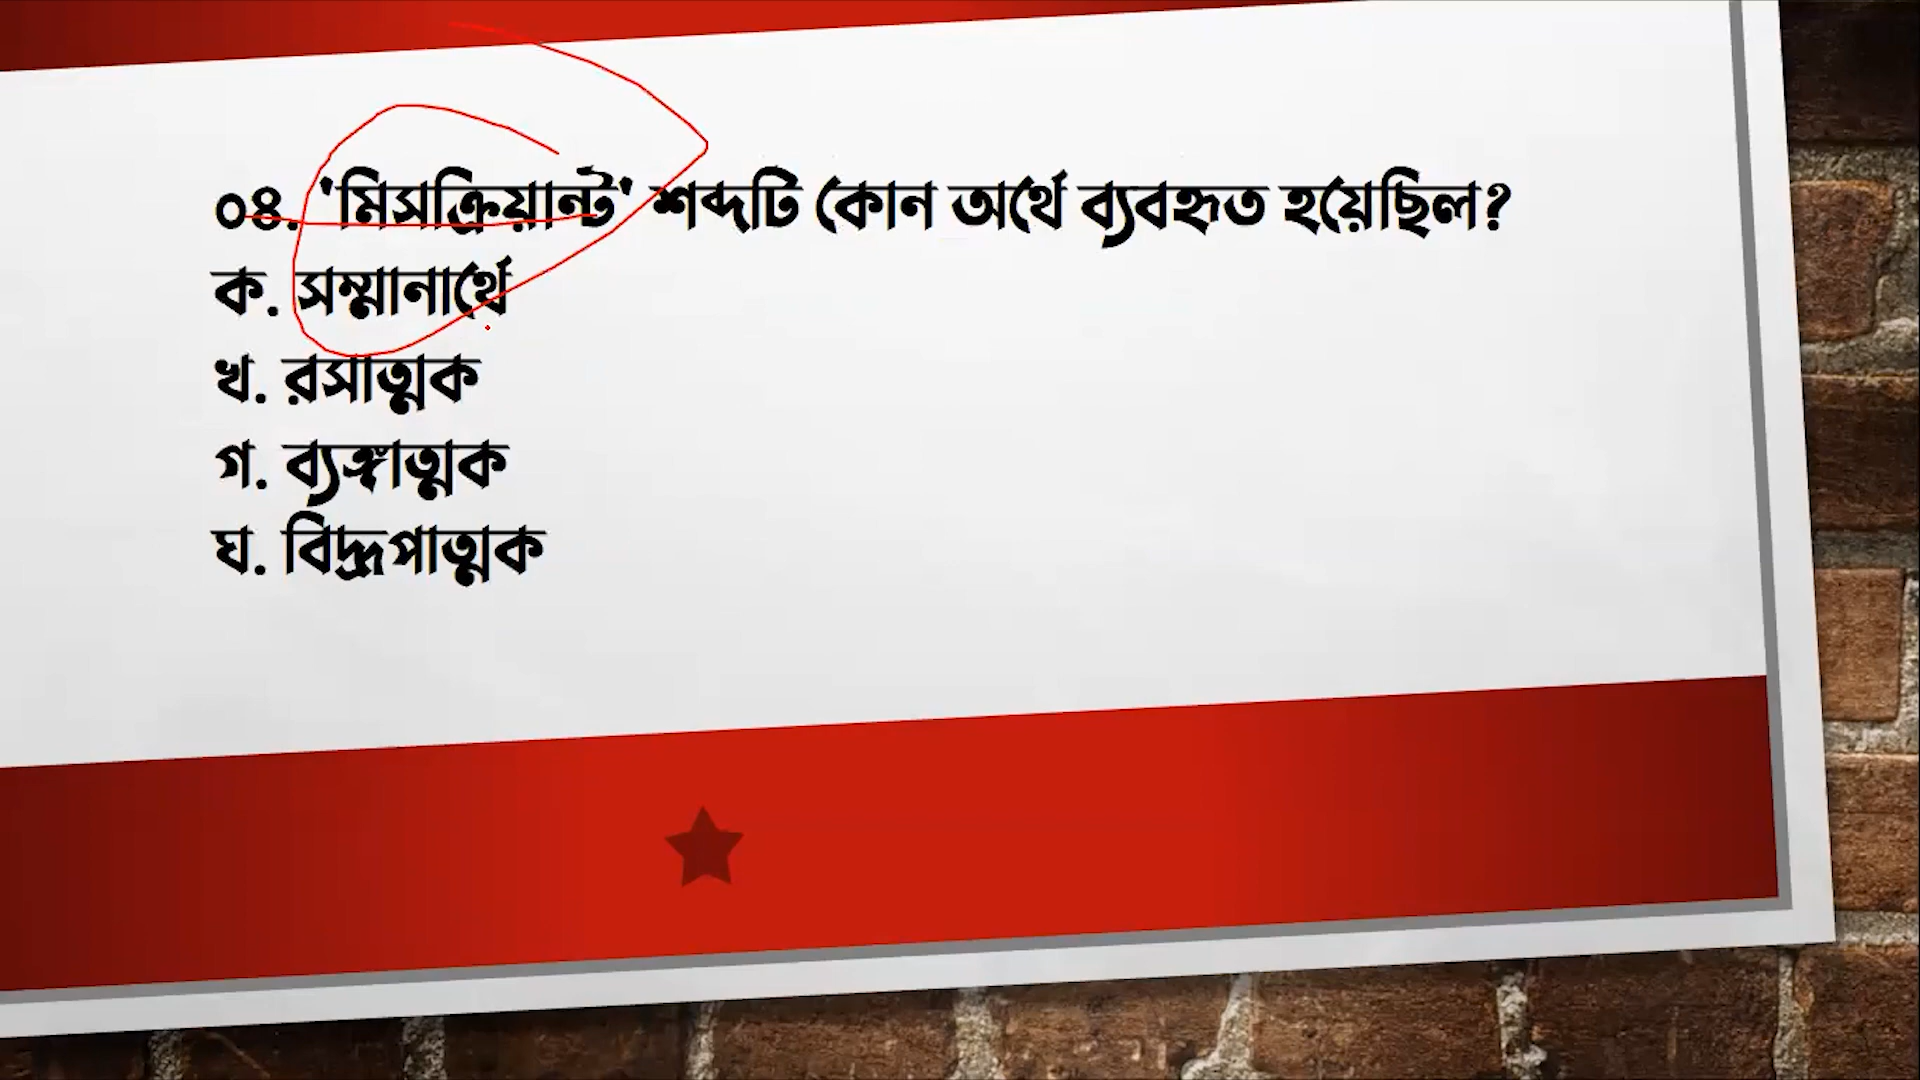 ০৪. 'মিসক্রিয়ান্ট' শব্দটি কোন অর্থে ব্যবহৃত হয়েছিল?
ক. সম্মানার্থে
খ. রসাত্মক
গ. ব্যঙ্গাত্মক
ঘ. বিদ্রূপাত্মক